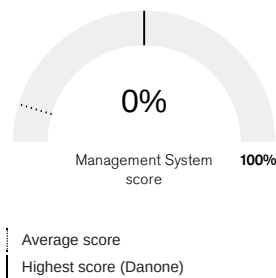 0%
Management System
score
100%
Average score
Highest score (Danone)